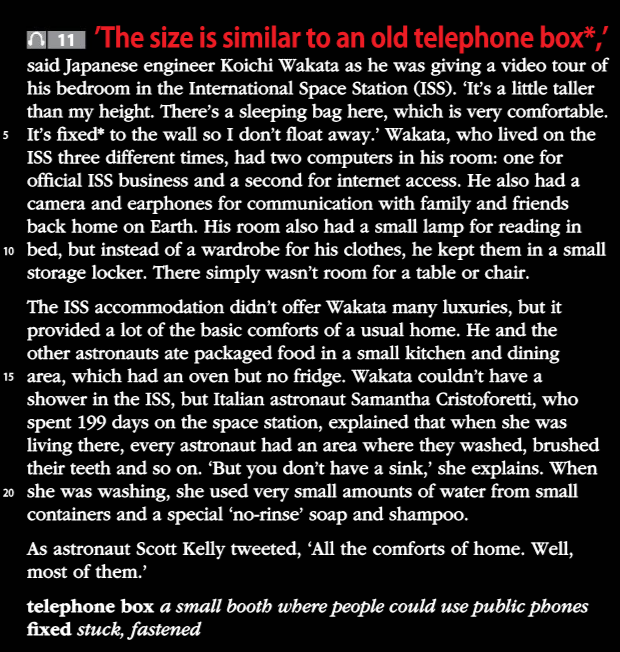 11 ’The size is similar to an old telephone box*,’
said Japanese engineer Koichi Wakata as he was giving a video tour of
his bedroom in the International Space Station (ISS). ‘It’s a little taller
than my height. There’s a sleeping bag here, which is very comfortable.
5 It’s fixed* to the wall so I don’t float away.’ Wakata, who lived on the
ISS three different times, had two computers in his room: one for
official ISS business and a second for internet access. He also had a
camera and earphones for communication with family and friends
back home on Earth. His room also had a small lamp for reading in
10 bed, but instead of a wardrobe for his clothes, he kept them in a small
storage locker. There simply wasn’t room for a table or chair.
The ISS accommodation didn’t offer Wakata many luxuries, but it
provided a lot of the basic comforts of a usual home. He and the
other astronauts ate packaged food in a small kitchen and dining
15 area, which had an oven but no fridge. Wakata couldn’t have a
shower in the ISS, but Italian astronaut Samantha Cristoforetti, who
spent 199 days on the space station, explained that when she was
living there, every astronaut had an area where they washed, brushed
their teeth and so on. ‘But you don’t have a sink,’ she explains. When
20 she was washing, she used very small amounts of water from small
containers and a special ‘no-rinse’ soap and shampoo.
As astronaut Scott Kelly tweeted, ‘All the comforts of home. Well,
most of them.’
telephone box a small booth where people could use public phones
fixed stuck, fastened